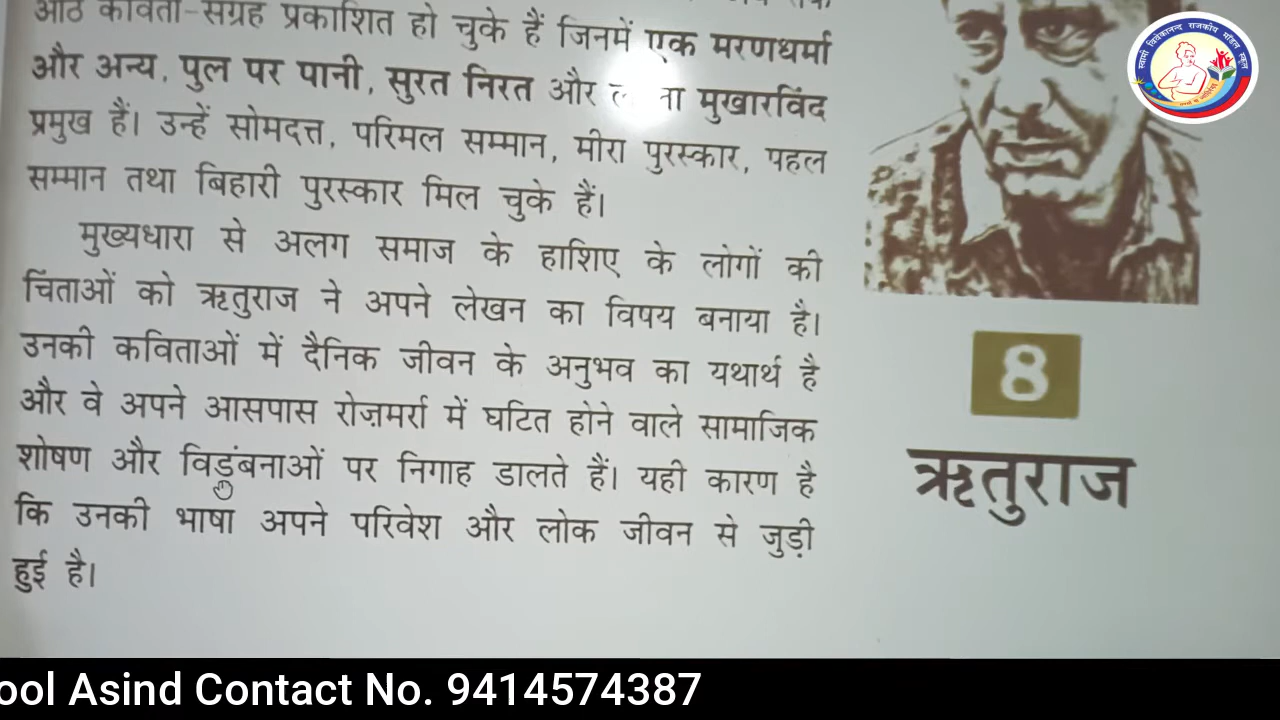 आठ कविता-संग्रह प्रकाशित हो चुके हैं जिनमें एक मरणधर्मा
और अन्य, पुल पर पानी, सुरत निरत और मुखारविंद
प्रमुख हैं। उन्हें सोमदत्त, परिमल सम्मान, मीरा पुरस्कार, पहल
सम्मान तथा बिहारी पुरस्कार मिल चुके हैं।
मुख्यधारा से अलग समाज के हाशिए के लोगों की
चिंताओं को ऋतुराज ने अपने लेखन का विषय बनाया है।
उनकी कविताओं में दैनिक जीवन के अनुभव का यथार्थ है
और वे अपने आसपास रोज़मर्रा में घटित होने वाले सामाजिक
शोषण और विडंबनाओं पर निगाह डालते हैं। यही कारण है
कि उनकी भाषा अपने परिवेश और लोक जीवन से जुड़ी
हुई है।
स्वामी विवेकानन्द राजकीय मॉडल स्कूल
8
ऋतुराज
ool Asind Contact No. 9414574387